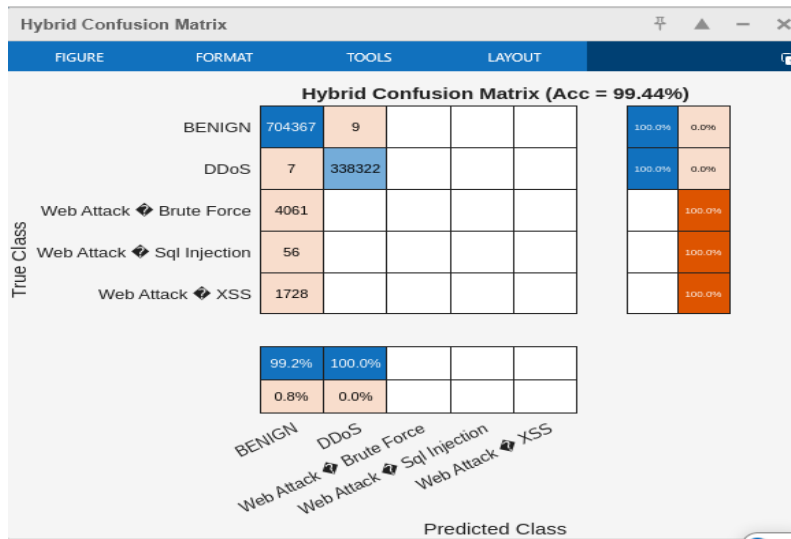 Hybrid Confusion Matrix
FIGURE FORMAT TOOLS LAYOUT
Hybrid Confusion Matrix (Acc = 99.44%)
True Class
BENIGN 704367 9 100.0% 0.0%
DDoS 7 338322 100.0% 0.0%
Web Attack � Brute Force 4061 100.0%
Web Attack � Sql Injection 56 100.0%
Web Attack � XSS 1728 100.0%
99.2% 100.0%
0.8% 0.0%
BENIGN
DDoS
Web Attack � Brute Force
Web Attack � Sql Injection
Web Attack � XSS
Predicted Class